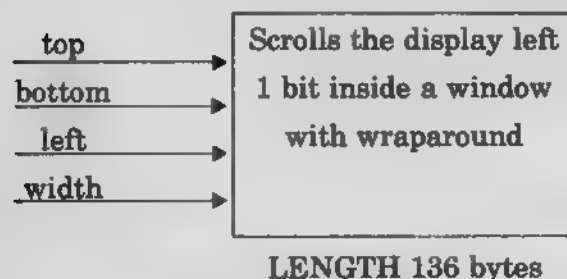 top
bottom
left
width
Scrolls the display left
1 bit inside a window
with wraparound
LENGTH 136 bytes